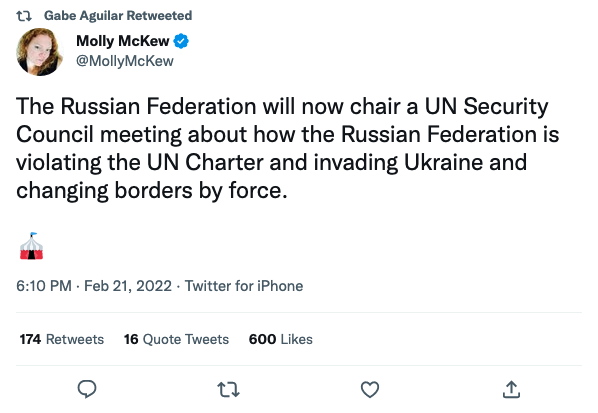 Gabe Aguilar Retweeted
Molly McKew
@MollyMcKew
The Russian Federation will now chair a UN Security
Council meeting about how the Russian Federation is
violating the UN Charter and invading Ukraine and
changing borders by force.
🎪
6:10 PM · Feb 21, 2022 · Twitter for iPhone
174 Retweets 16 Quote Tweets 600 Likes